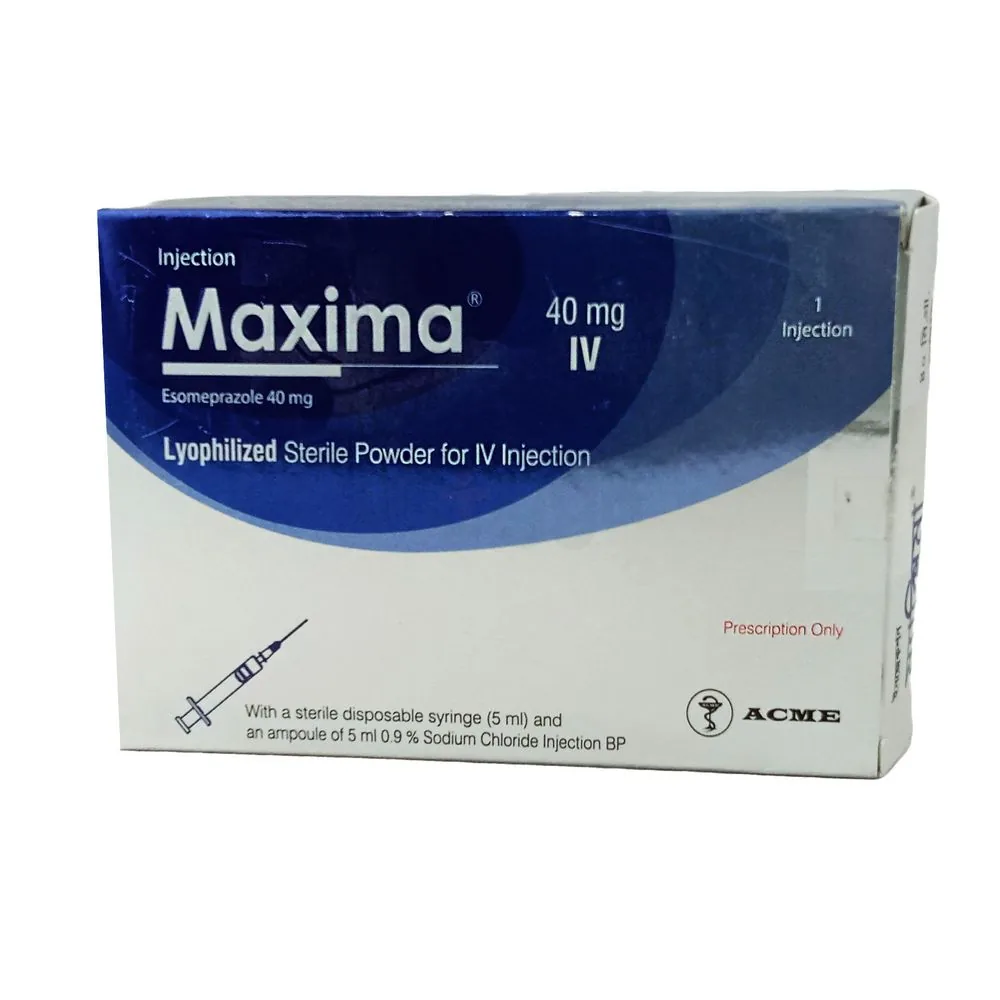 Injection
Maxima®
Esomeprazole 40 mg
40 mg
IV
1
Injection
Lyophilized Sterile Powder for IV Injection
Prescription Only
With a sterile disposable syringe (5 ml) and
an ampoule of 5 ml 0.9 % Sodium Chloride Injection BP
ACME